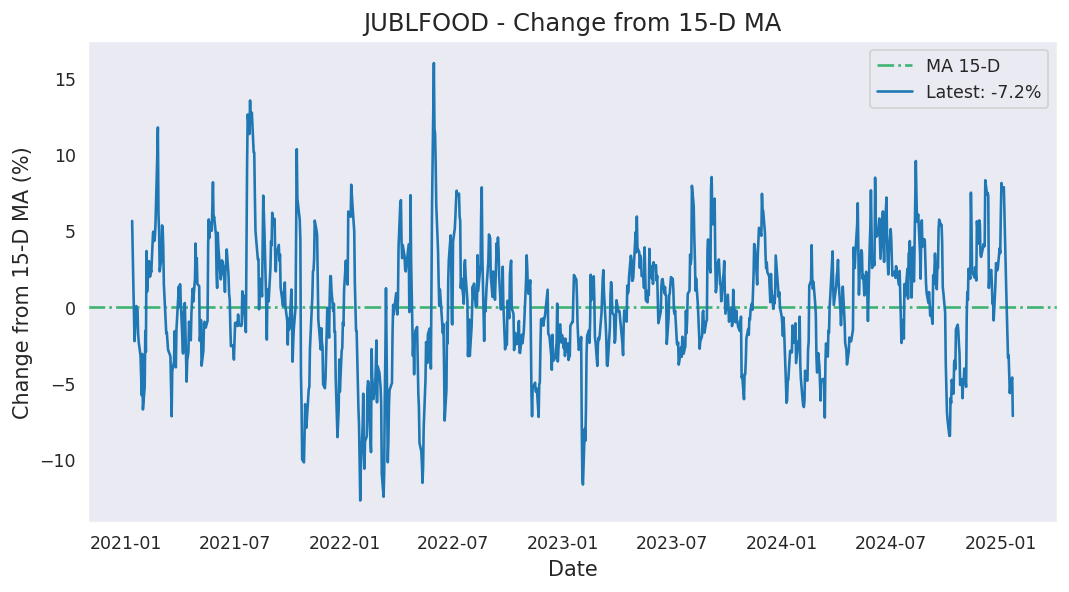 JUBLFOOD - Change from 15-D MA
MA 15-D
Latest: -7.2%
Change from 15-D MA (%)
15
10
5
0
−5
−10
2021-01 2021-07 2022-01 2022-07 2023-01 2023-07 2024-01 2024-07 2025-01
Date